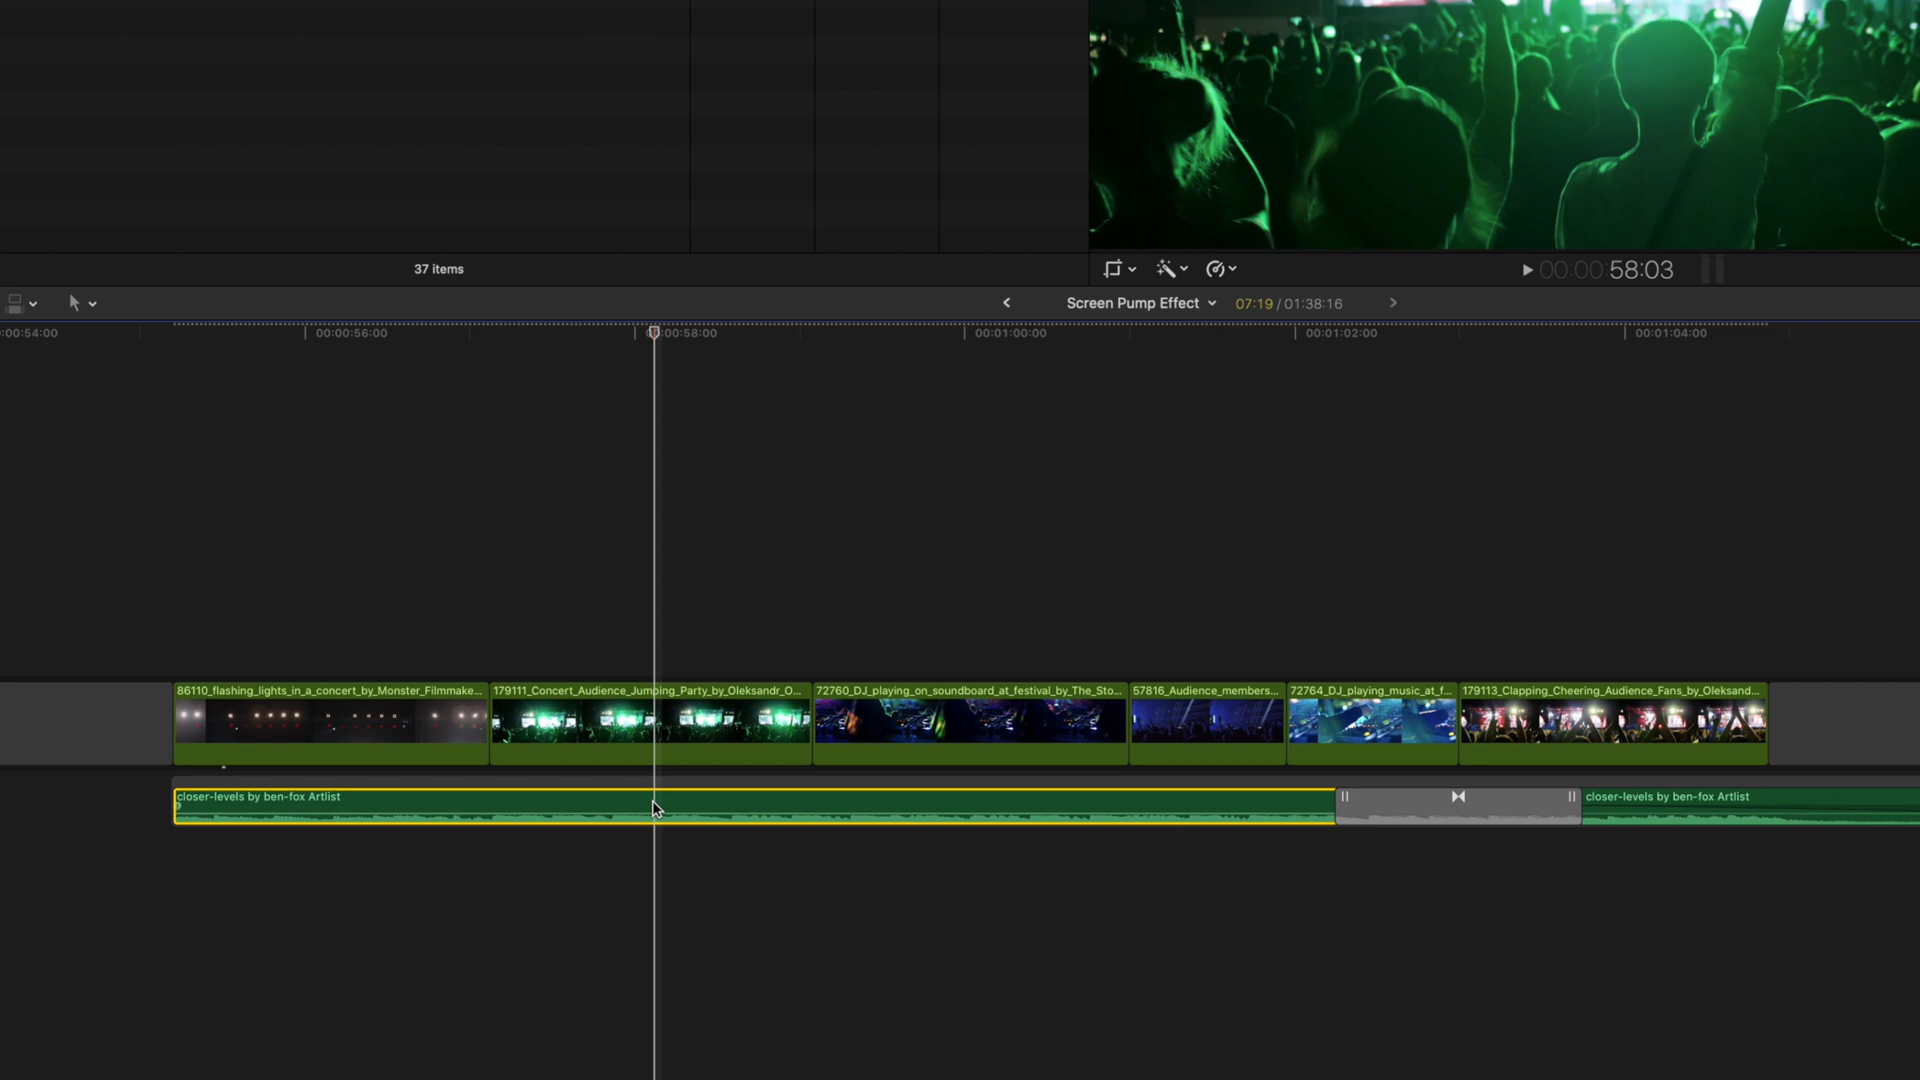 37 items
00:00:58:03
Screen Pump Effect
07:19 / 01:38:16
:00:54:00
00:00:56:00
:00:58:00
00:01:00:00
00:01:02:00
00:01:04:00
86110_flashing_lights_in_a_concert_by_Monster_Filmmake...
179111_Concert_Audience_Jumping_Party_by_Oleksandr_O...
72760_DJ_playing_on_soundboard_at_festival_by_The_Sto...
57816_Audience_members...
72764_DJ_playing_music_at_f...
179113_Clapping_Cheering_Audience_Fans_by_Oleksand...
closer-levels by ben-fox Artlist
closer-levels by ben-fox Artlist